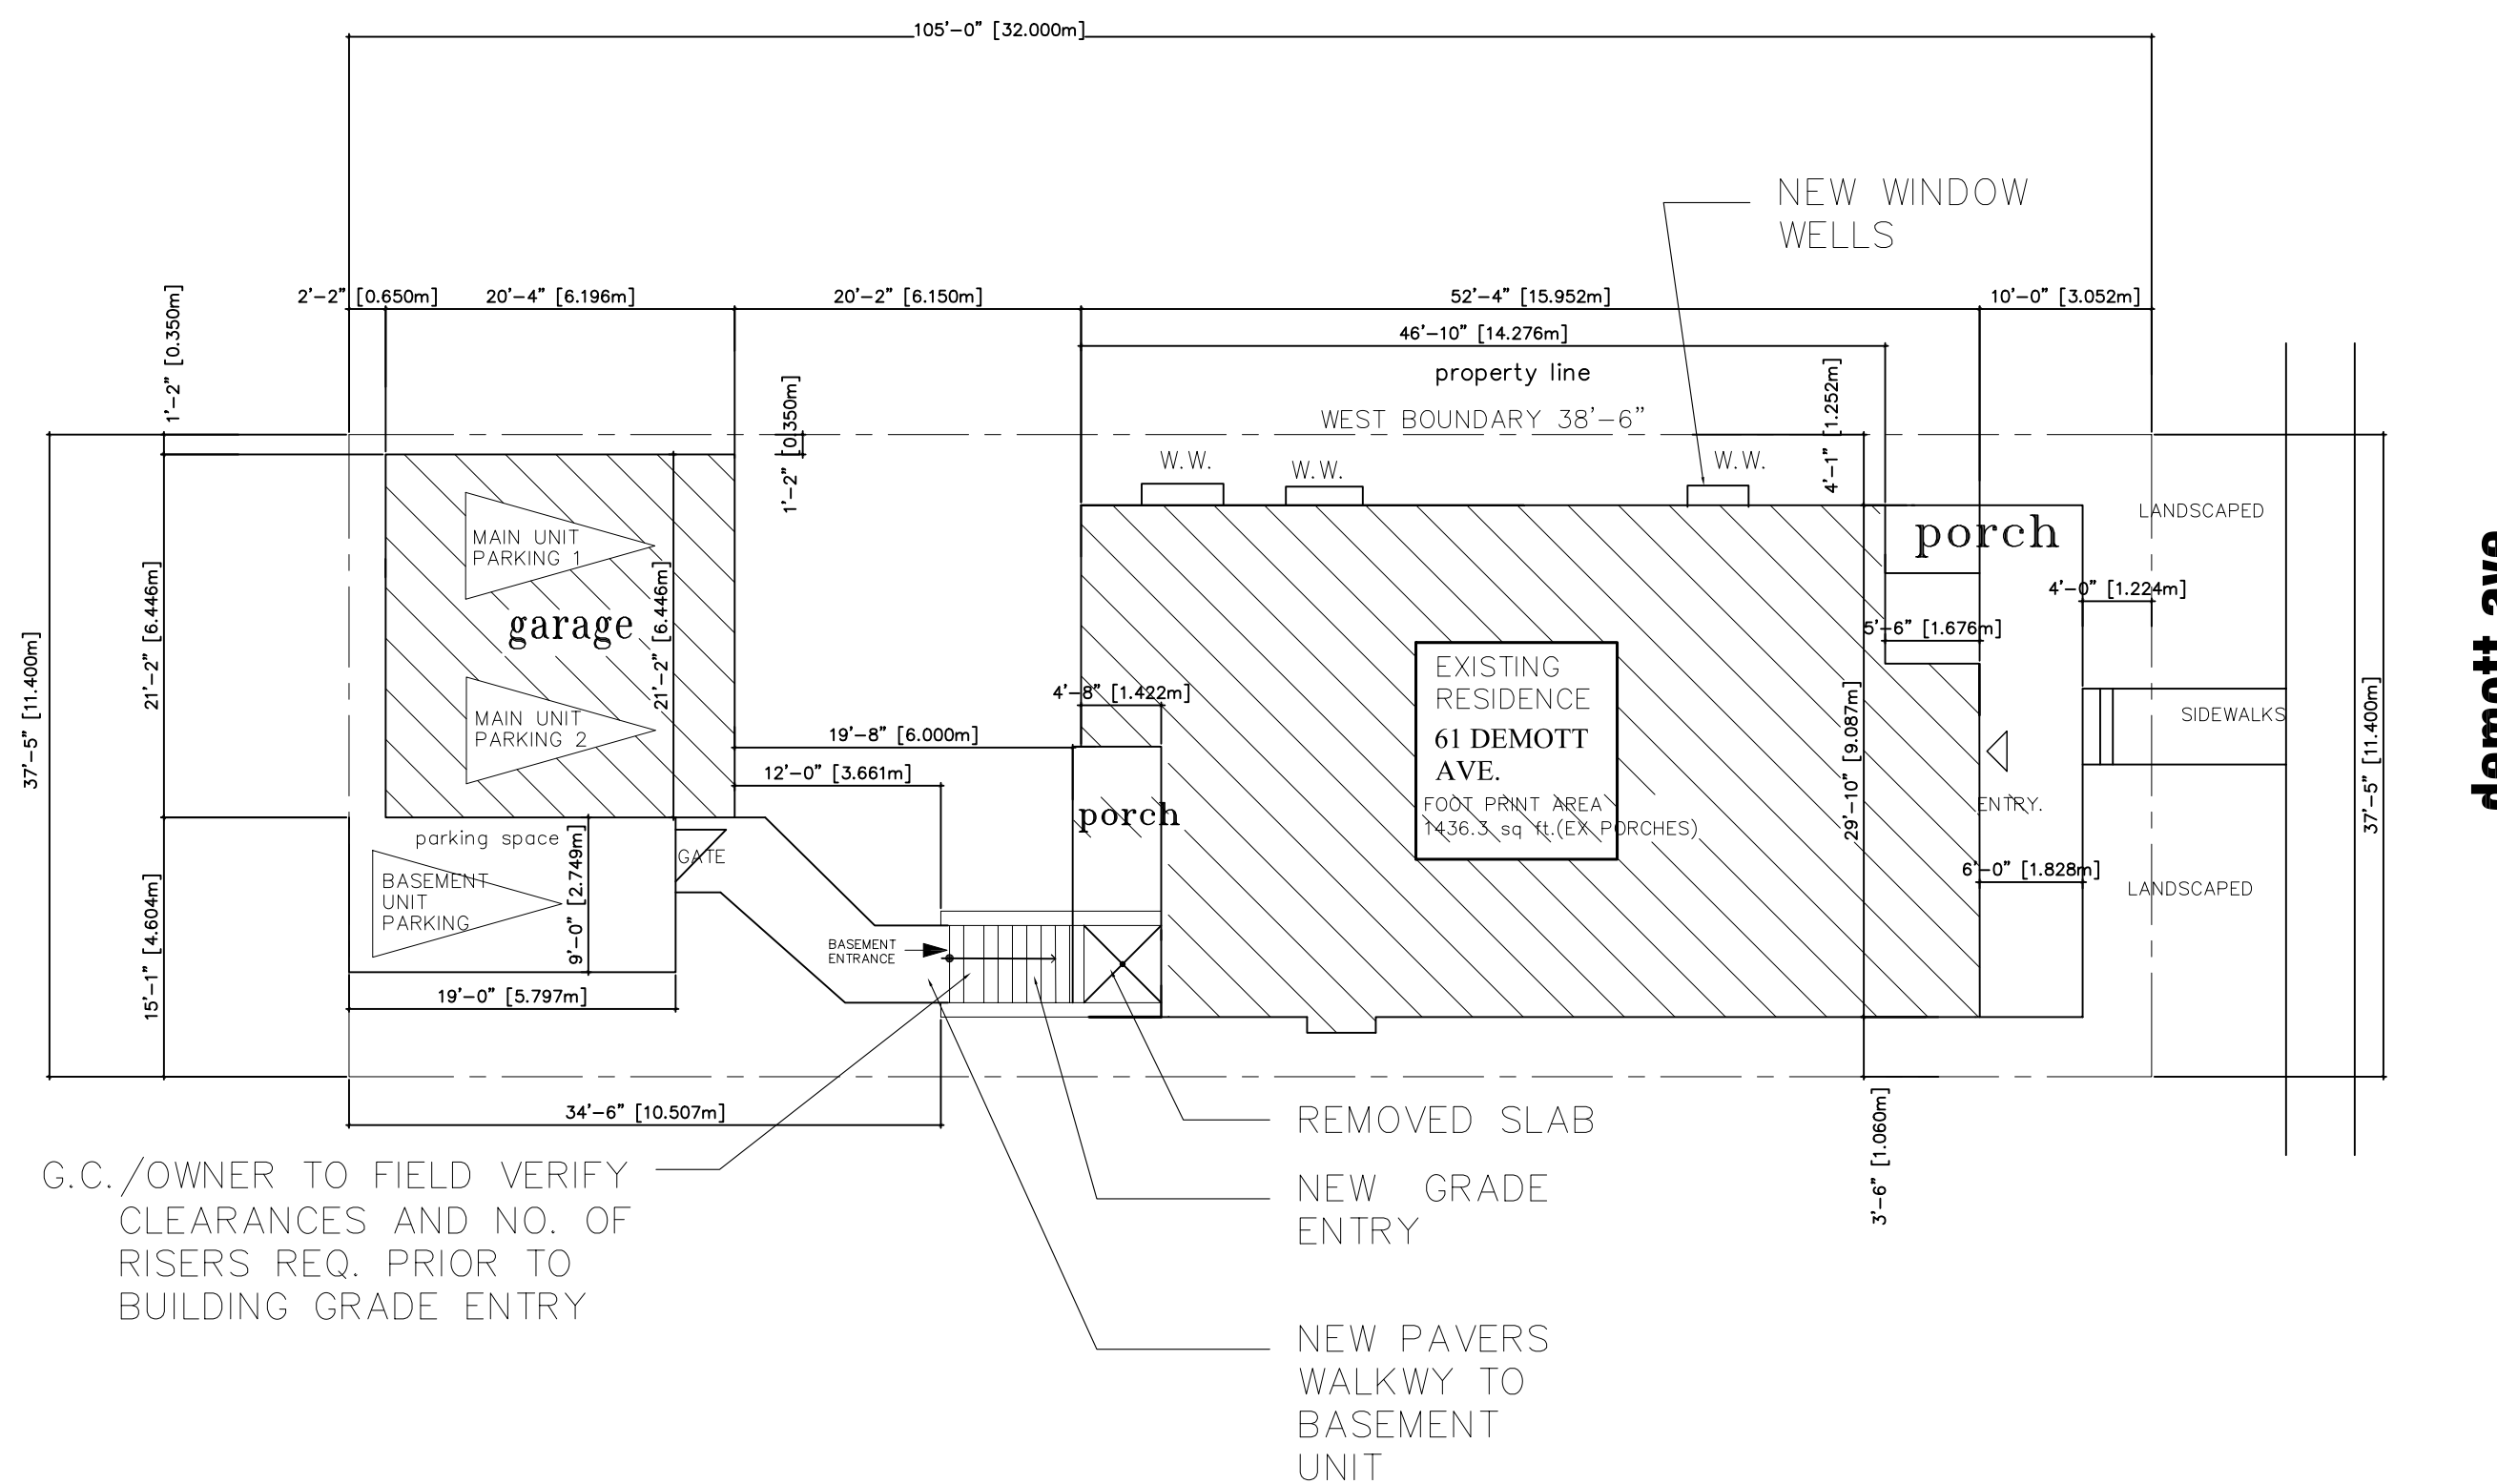 105'-0" [32.000m]
NEW WINDOW
WELLS
2'-2" [0.650m]
20'-4" [6.196m]
20'-2" [6.150m]
52'-4" [15.952m]
10'-0" [3.052m]
1'-2" [0.350m]
46'-10" [14.276m]
property line
WEST BOUNDARY 38'-6"
1'-2" [0.350m]
4'-1" [1.252m]
W.W.
W.W.
W.W.
LANDSCAPED
porch
MAIN UNIT
PARKING 1
garage
21'-2" [6.446m]
21'-2" [6.446m]
37'-5" [11.400m]
MAIN UNIT
PARKING 2
4'-0" [1.224m]
5'-6" [1.676m]
EXISTING
RESIDENCE
61 DEMOTT
AVE.
FOOT PRINT AREA
1436.3 sq ft.(EX PORCHES)
4'-8" [1.422m]
19'-8" [6.000m]
12'-0" [3.661m]
porch
29'-10" [9.087m]
SIDEWALKS
ENTRY.
6'-0" [1.828m]
LANDSCAPED
37'-5" [11.400m]
demott ave
parking space
GATE
BASEMENT
UNIT
PARKING
9'-0" [2.749m]
15'-1" [4.604m]
BASEMENT
ENTRANCE
19'-0" [5.797m]
34'-6" [10.507m]
3'-6" [1.060m]
REMOVED SLAB
G.C./OWNER TO FIELD VERIFY
CLEARANCES AND NO. OF
RISERS REQ. PRIOR TO
BUILDING GRADE ENTRY
NEW GRADE
ENTRY
NEW PAVERS
WALKWY TO
BASEMENT
UNIT